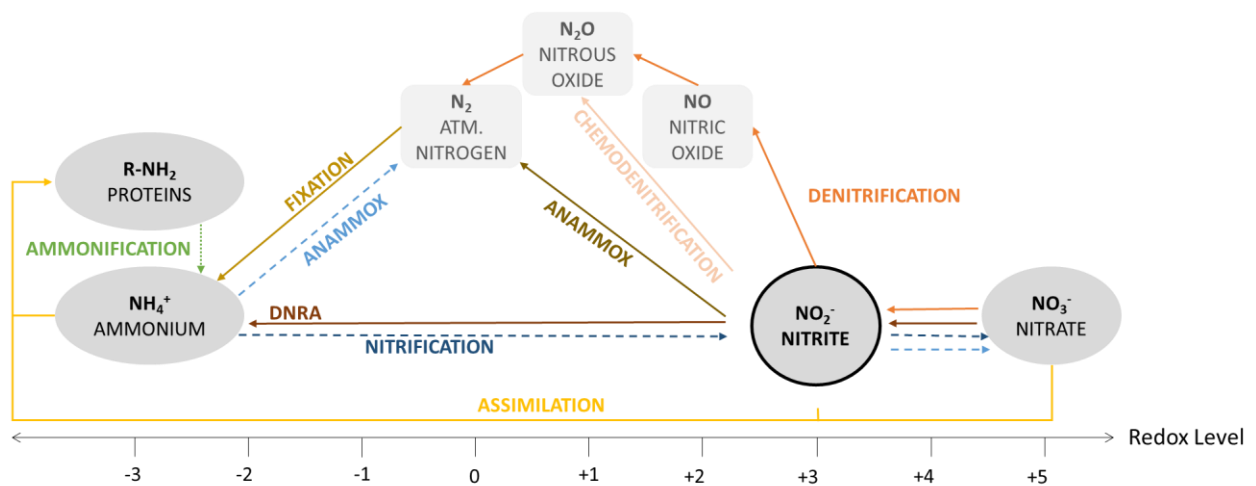 N₂O
NITROUS
OXIDE
N₂
ATM.
NITROGEN
NO
NITRIC
OXIDE
CHEMODENITRIFICATION
R-NH₂
PROTEINS
FIXATION
DENITRIFICATION
ANAMMOX
ANAMMOX
AMMONIFICATION
NH₄⁺
AMMONIUM
DNRA
NITRIFICATION
NO₂⁻
NITRITE
NO₃⁻
NITRATE
ASSIMILATION
Redox Level
-3 -2 -1 0 +1 +2 +3 +4 +5